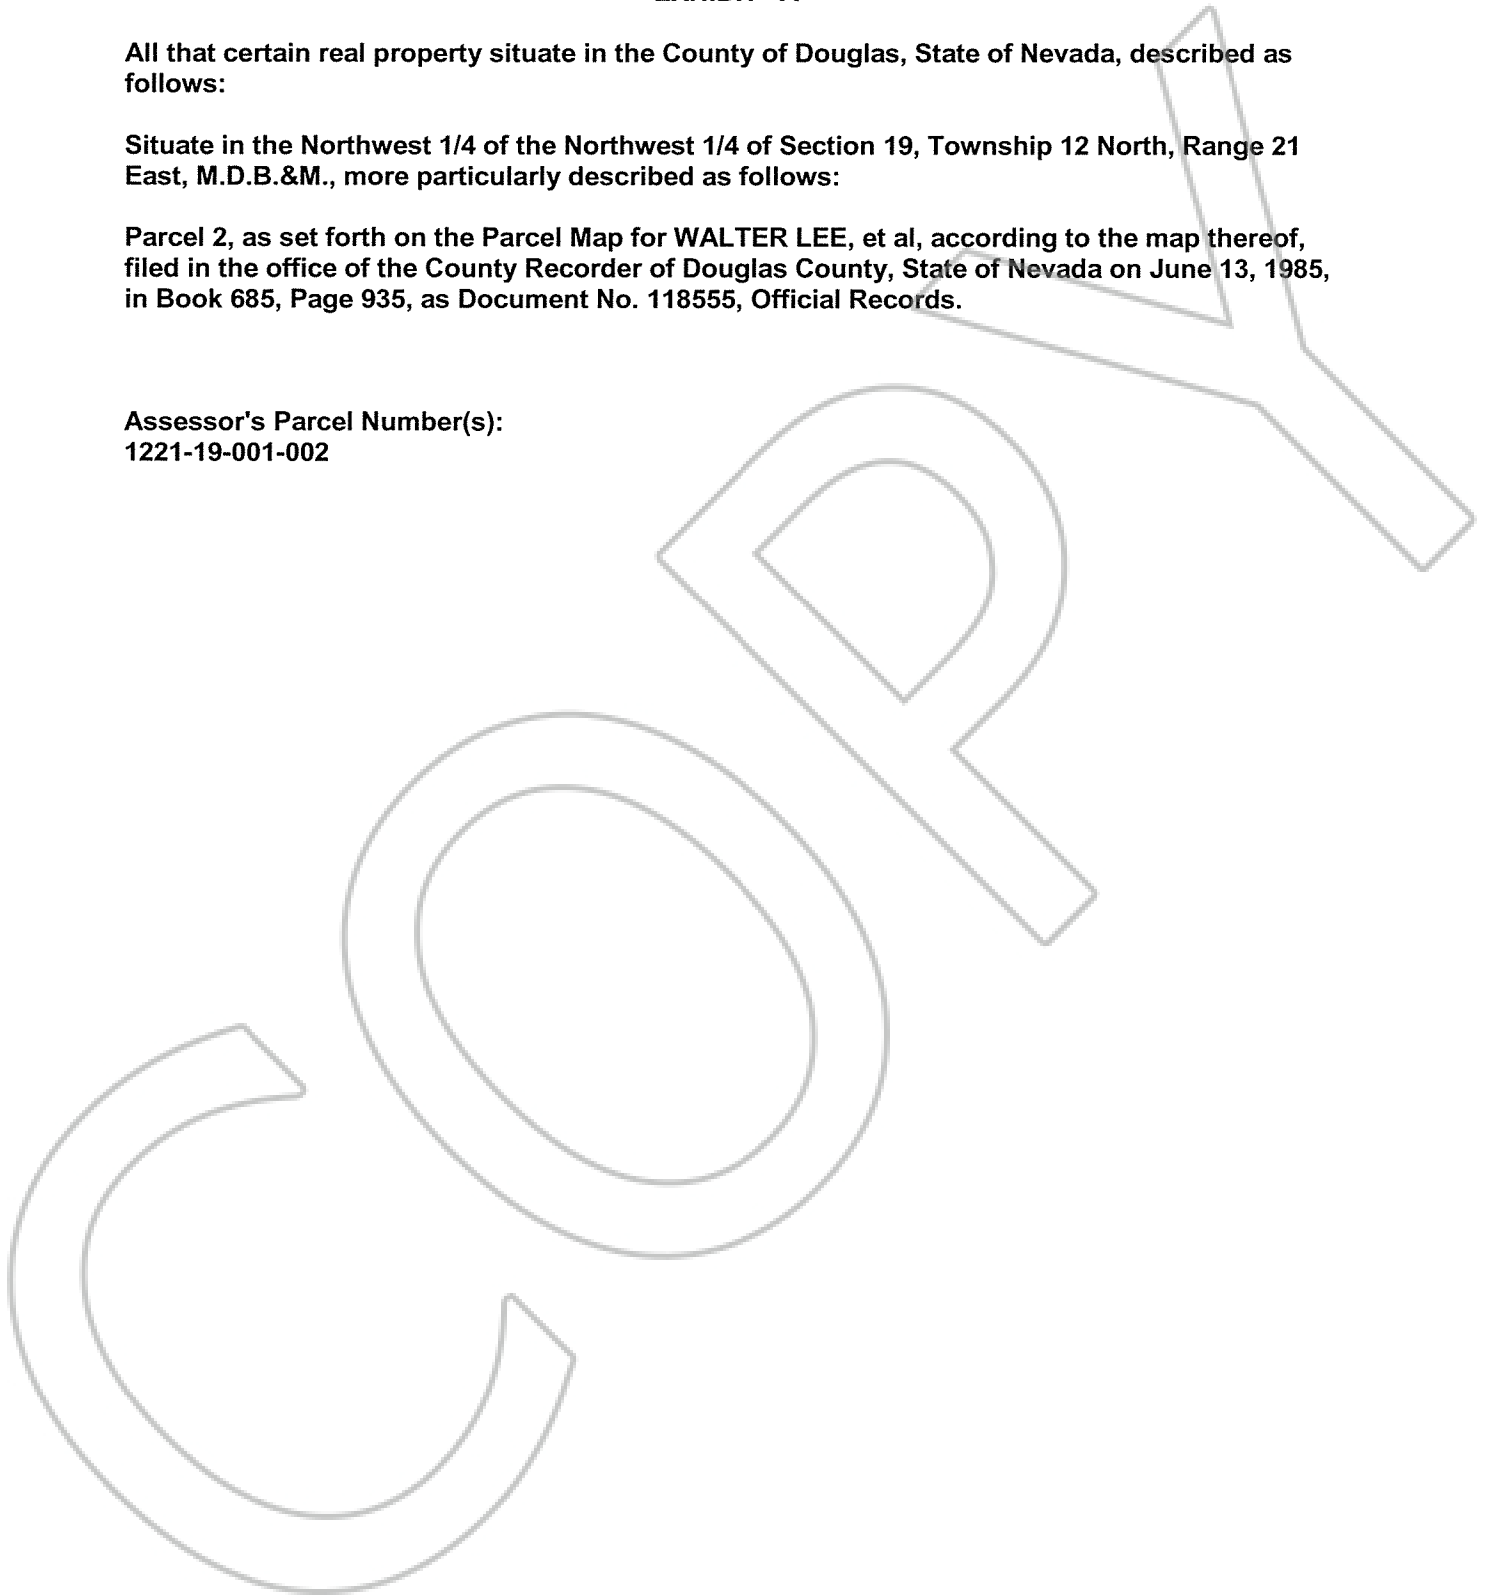 All that certain real property situate in the County of Douglas, State of Nevada, described as
follows:
Situate in the Northwest 1/4 of the Northwest 1/4 of Section 19, Township 12 North, Range 21
East, M.D.B.&M., more particularly described as follows:
Parcel 2, as set forth on the Parcel Map for WALTER LEE, et al, according to the map thereof,
filed in the office of the County Recorder of Douglas County, State of Nevada on June 13, 1985,
in Book 685, Page 935, as Document No. 118555, Official Records.
Assessor's Parcel Number(s):
1221-19-001-002
COPY